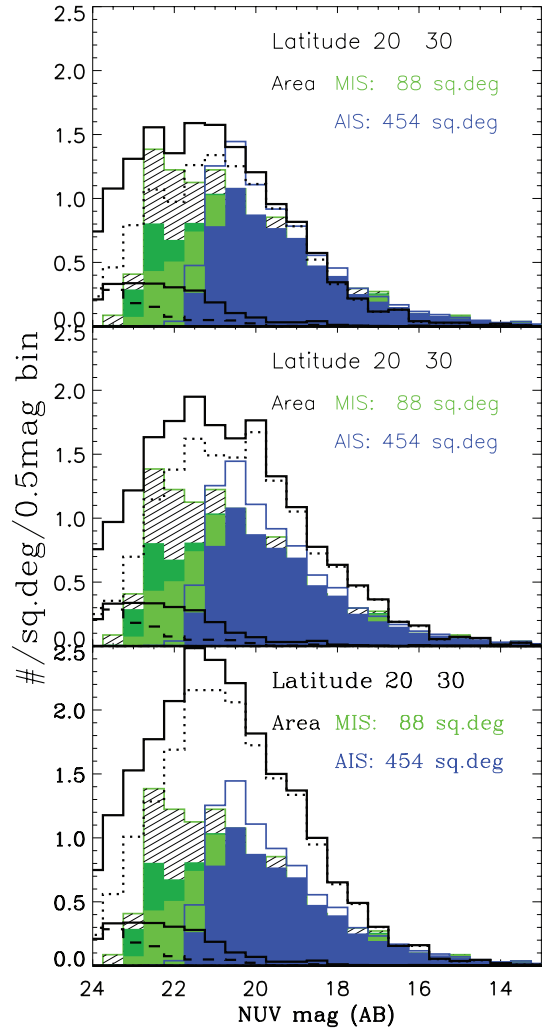 #/sq.deg/0.5mag bin
2.5
Latitude 20 30
2.0
Area MIS: 88 sq.deg
AIS: 454 sq.deg
1.5
1.0
0.5
0.0
2.5
Latitude 20 30
2.0
Area MIS: 88 sq.deg
AIS: 454 sq.deg
1.5
1.0
0.5
0.0
2.5
Latitude 20 30
2.0
Area MIS: 88 sq.deg
AIS: 454 sq.deg
1.5
1.0
0.5
0.0
24 22 20 18 16 14
NUV mag (AB)